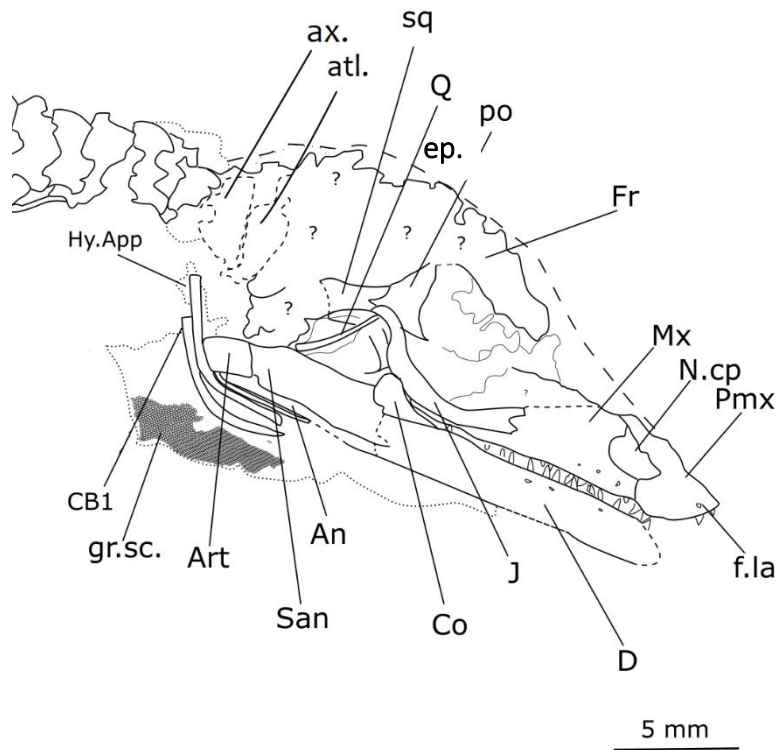 sq
ax.
atl.
Q
po
ep.
Fr
?
?
?
?
Hy.App
?
Mx
N.cp
Pmx
?
CB1
gr.sc.
Art
An
San
Co
J
D
f.la
5 mm